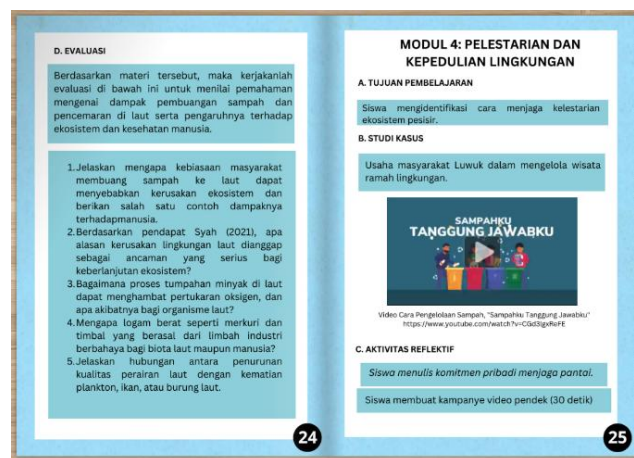 D. EVALUASI
Berdasarkan materi tersebut, maka kerjakanlah
evaluasi di bawah ini untuk menilai pemahaman
mengenai dampak pembuangan sampah dan
pencemaran di laut serta pengaruhnya terhadap
ekosistem dan kesehatan manusia.
1.Jelaskan mengapa kebiasaan masyarakat
membuang sampah ke laut dapat
menyebabkan kerusakan ekosistem dan
berikan salah satu contoh dampaknya
terhadapmanusia.
2.Berdasarkan pendapat Syah (2021), apa
alasan kerusakan lingkungan laut dianggap
sebagai ancaman yang serius bagi
keberlanjutan ekosistem?
3.Bagaimana proses tumpahan minyak di laut
dapat menghambat pertukaran oksigen, dan
apa akibatnya bagi organisme laut?
4.Mengapa logam berat seperti merkuri dan
timbal yang berasal dari limbah industri
berbahaya bagi biota laut maupun manusia?
5.Jelaskan hubungan antara penurunan
kualitas perairan laut dengan kematian
plankton, ikan, atau burung laut.
24
MODUL 4: PELESTARIAN DAN
KEPEDULIAN LINGKUNGAN
A. TUJUAN PEMBELAJARAN
Siswa mengidentifikasi cara menjaga kelestarian
ekosistem pesisir.
B. STUDI KASUS
Usaha masyarakat Luwuk dalam mengelola wisata
ramah lingkungan.
SAMPAHKU
TANGGUNG JAWABKU
Video Cara Pengelolaan Sampah, "Sampahku Tanggung Jawabku"
https://www.youtube.com/watch?v=CGd3IgxReFE
C. AKTIVITAS REFLEKTIF
Siswa menulis komitmen pribadi menjaga pantai.
Siswa membuat kampanye video pendek (30 detik)
25